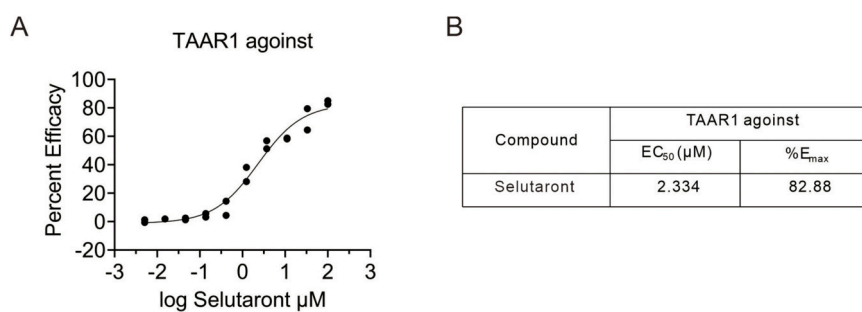 A
TAAR1 agoinst
Percent Efficacy
100
80
60
40
20
0
-20
-3 -2 -1 0 1 2 3
log Selutaront μM
B
Compound
TAAR1 agoinst
EC50 (μM) %Emax
Selutaront 2.334 82.88